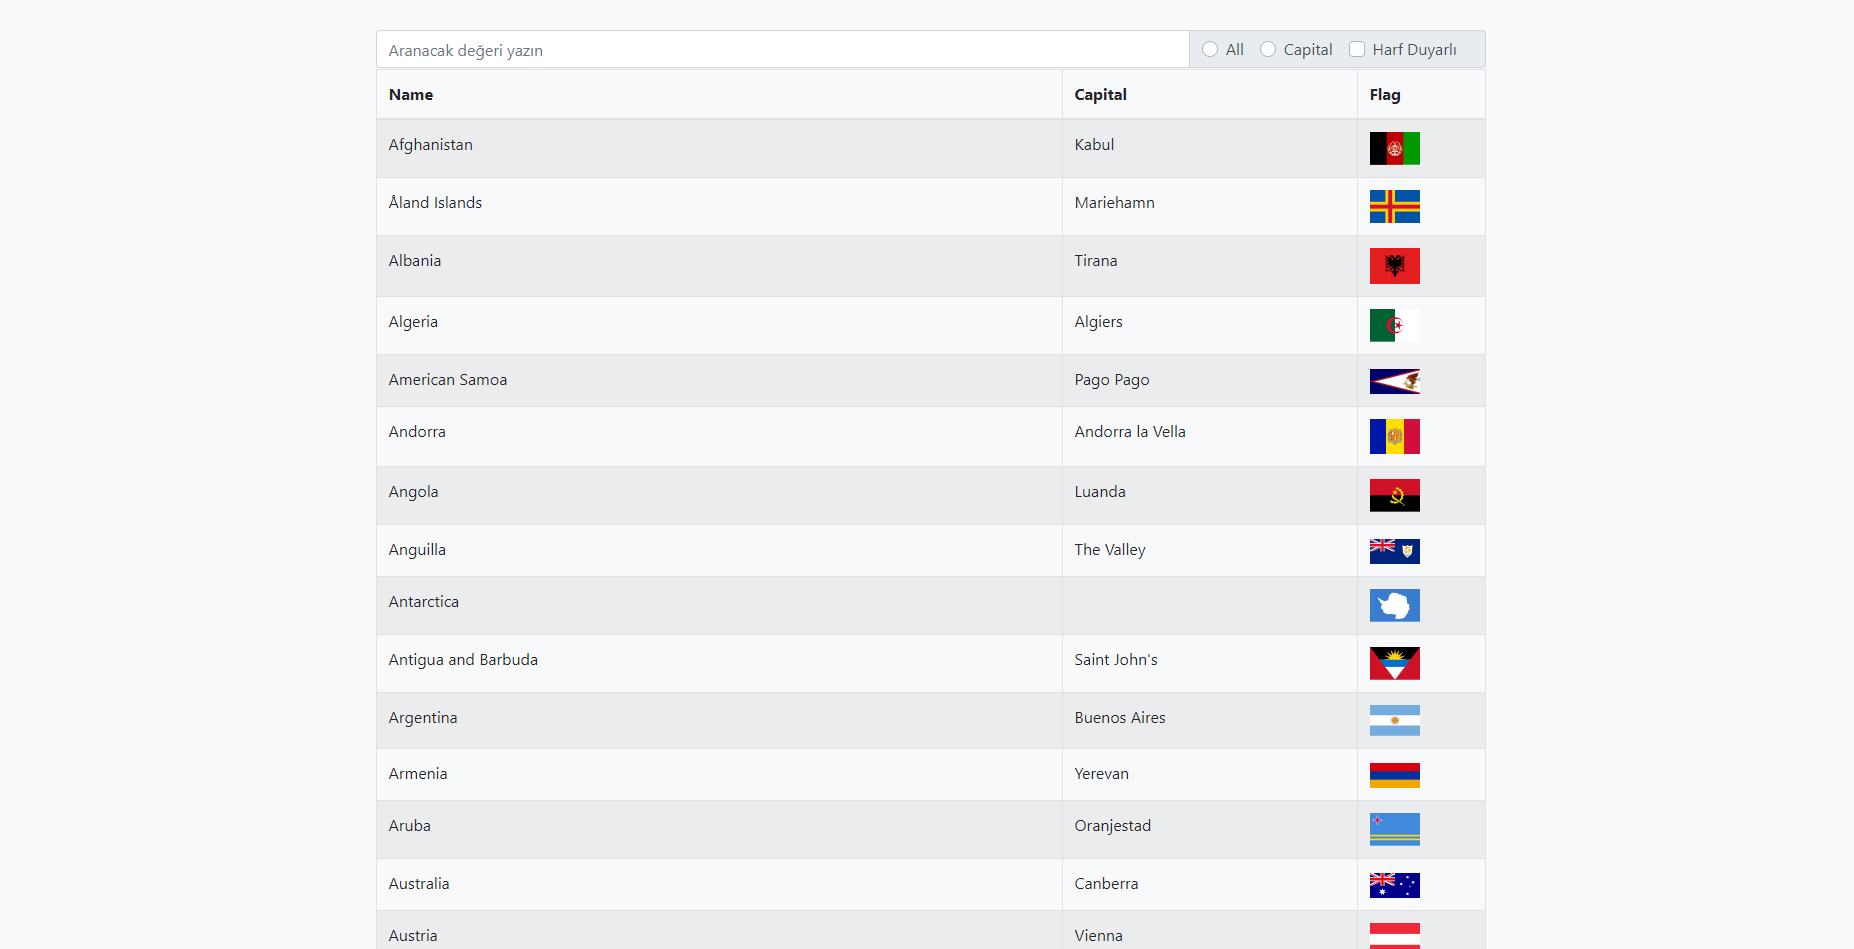 Aranacak değeri yazın All Capital Harf Duyarlı
Name Capital Flag
Afghanistan Kabul
Åland Islands Mariehamn
Albania Tirana
Algeria Algiers
American Samoa Pago Pago
Andorra Andorra la Vella
Angola Luanda
Anguilla The Valley
Antarctica
Antigua and Barbuda Saint John's
Argentina Buenos Aires
Armenia Yerevan
Aruba Oranjestad
Australia Canberra
Austria Vienna